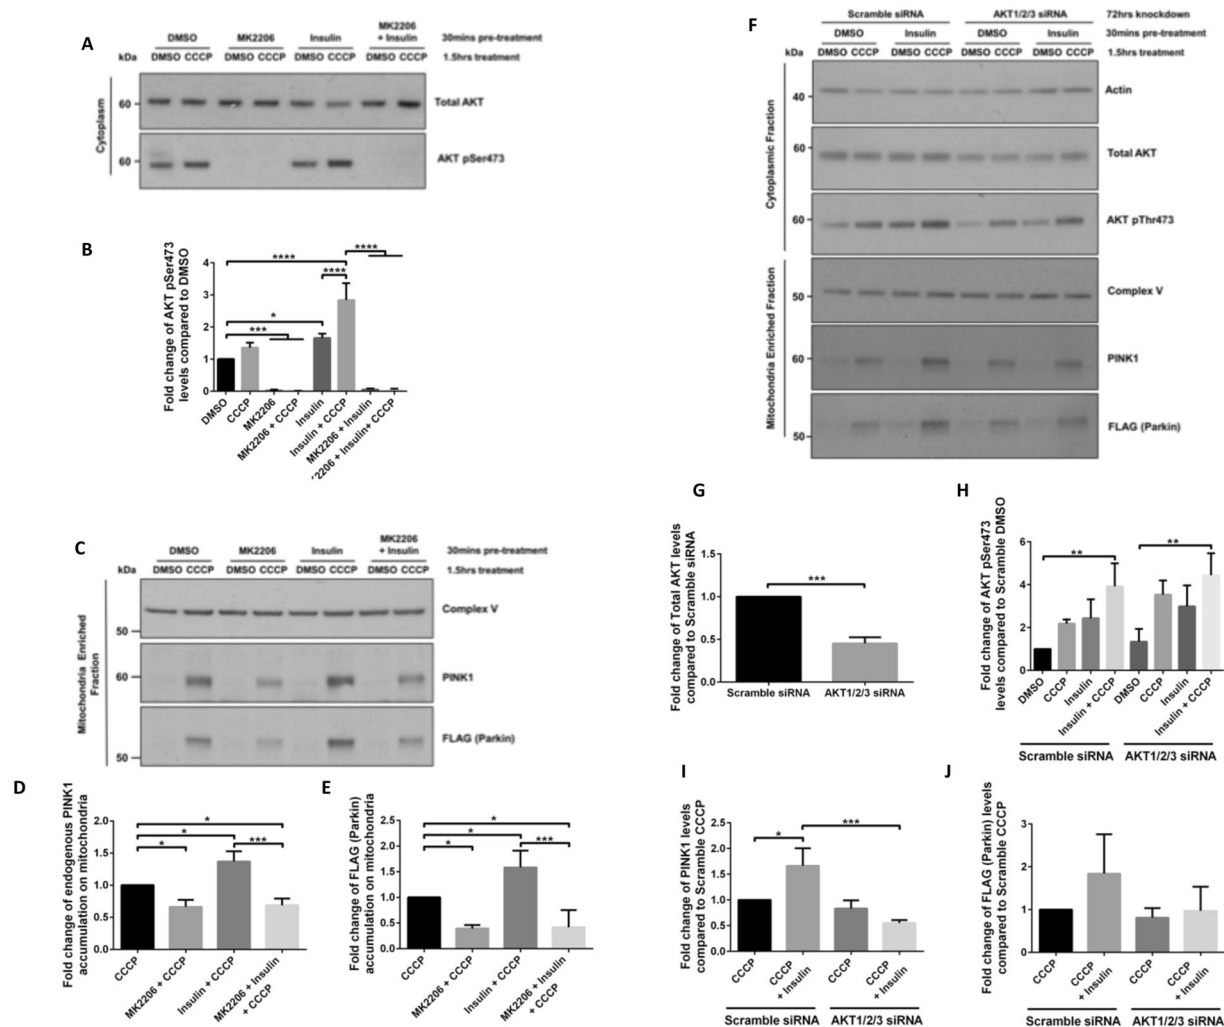 A
DMSO MK2206 Insulin MK2206 + Insulin 30mins pre-treatment
kDa DMSO CCCP DMSO CCCP DMSO CCCP DMSO CCCP 1.5hrs treatment
Cytoplasm
60 Total AKT
60 AKT pSer473
B
Fold change of AKT pSer473
levels compared to DMSO
5
4
3
2
1
0
****
****
****
*
***
DMSO
CCCP
MK2206
MK2206 + CCCP
Insulin
Insulin + CCCP
MK2206 + Insulin
K2206 + Insulin+ CCCP
C
DMSO MK2206 Insulin MK2206 + Insulin 30mins pre-treatment
kDa DMSO CCCP DMSO CCCP DMSO CCCP DMSO CCCP 1.5hrs treatment
Mitochondria Enriched
Fraction
Complex V
50
60 PINK1
FLAG (Parkin)
50
D
Fold change of endogenous PINK1
accumulation on mitochondria
2.0
1.5
1.0
0.5
0.0
*
*
*
***
CCCP
MK2206 + CCCP
Insulin + CCCP
MK2206 + Insulin
+ CCCP
E
Fold change of FLAG (Parkin)
accumulation on mitochondria
2.5
2.0
1.5
1.0
0.5
0.0
*
*
*
***
CCCP
MK2206 + CCCP
Insulin + CCCP
MK2206 + Insulin
+ CCCP
F
Scramble siRNA AKT1/2/3 siRNA 72hrs knockdown
DMSO Insulin DMSO Insulin 30mins pre-treatment
kDa DMSO CCCP DMSO CCCP DMSO CCCP DMSO CCCP 1.5hrs treatment
Cytoplasmic Fraction
40 Actin
60 Total AKT
60 AKT pThr473
Mitochondria Enriched Fraction
50 Complex V
60 PINK1
50 FLAG (Parkin)
G
Fold change of Total AKT levels
compared to Scramble siRNA
1.5
1.0
0.5
0.0
***
Scramble siRNA AKT1/2/3 siRNA
H
Fold change of AKT pSer473
levels compared to Scramble DMSO
6
4
2
0
**
**
DMSO
CCCP
Insulin
Insulin + CCCP
DMSO
CCCP
Insulin
Insulin + CCCP
Scramble siRNA AKT1/2/3 siRNA
I
Fold change of PINK1 levels
compared to Scramble CCCP
2.5
2.0
1.5
1.0
0.5
0.0
*
***
CCCP
CCCP
+ Insulin
CCCP
CCCP
+ Insulin
Scramble siRNA AKT1/2/3 siRNA
J
Fold change of FLAG (Parkin) levels
compared to Scramble CCCP
4
3
2
1
0
CCCP
CCCP
+ Insulin
CCCP
CCCP
+ Insulin
Scramble siRNA AKT1/2/3 siRNA